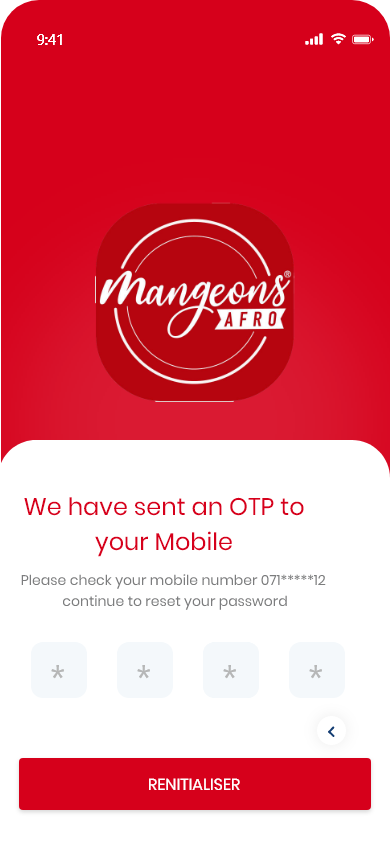 9:41
Mangeons®
AFRO
We have sent an OTP to
your Mobile
Please check your mobile number 071*****12
continue to reset your password
* * * *
RENITIALISER